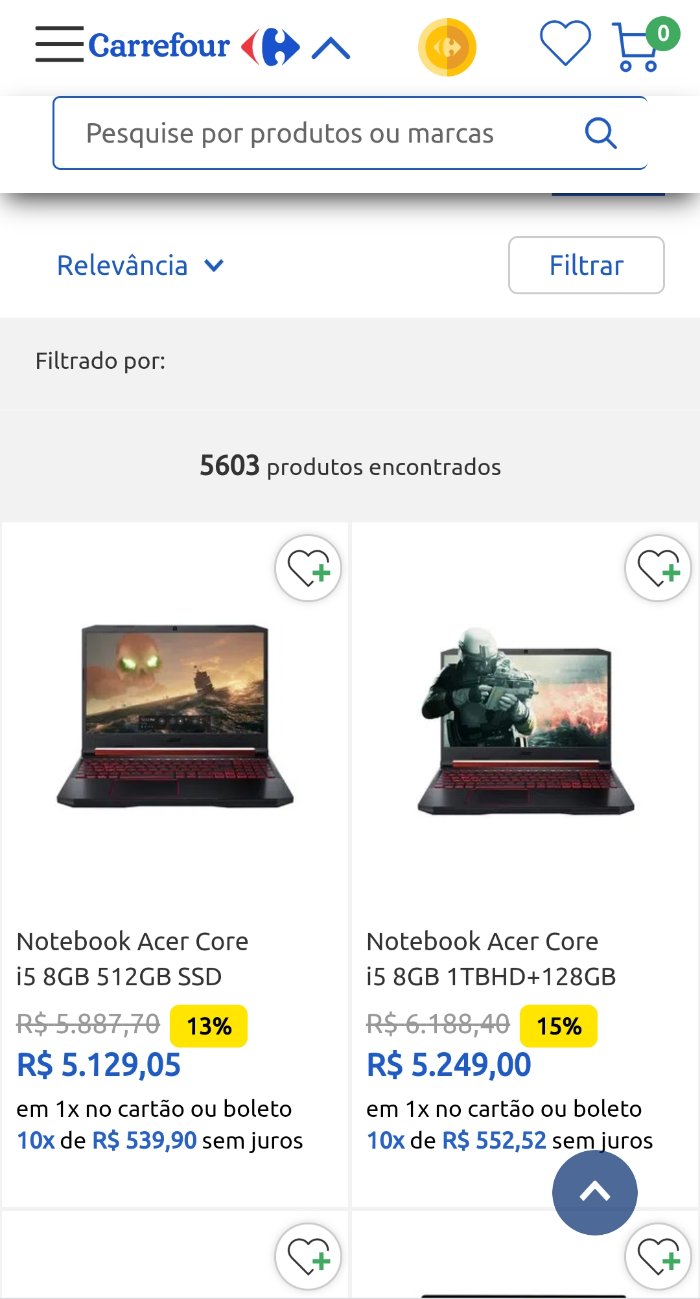 Carrefour
0
Pesquise por produtos ou marcas
Relevância
Filtrar
Filtrado por:
5603 produtos encontrados
Notebook Acer Core
i5 8GB 512GB SSD
R$ 5.887,70 13%
R$ 5.129,05
em 1x no cartão ou boleto
10x de R$ 539,90 sem juros
Notebook Acer Core
i5 8GB 1TBHD+128GB
R$ 6.188,40 15%
R$ 5.249,00
em 1x no cartão ou boleto
10x de R$ 552,52 sem juros